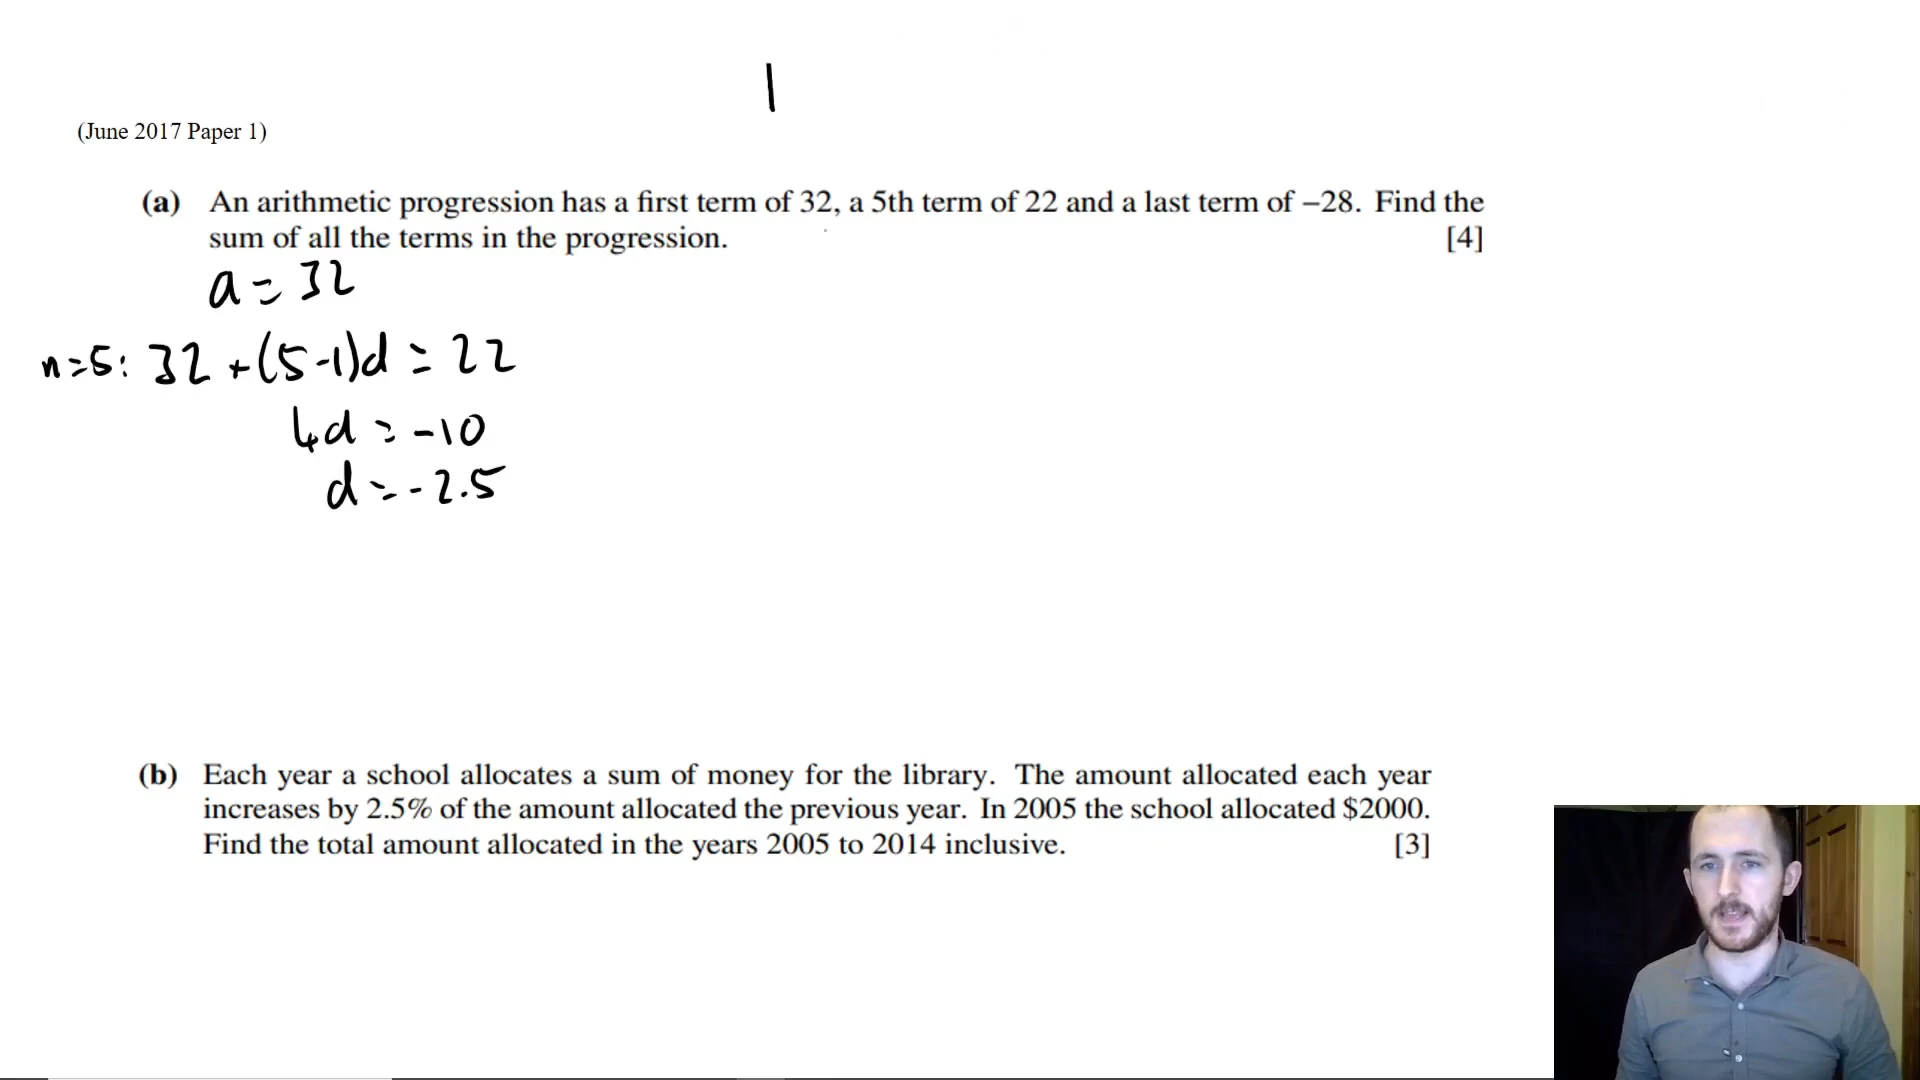 |
(June 2017 Paper 1)
(a) An arithmetic progression has a first term of 32, a 5th term of 22 and a last term of −28. Find the
sum of all the terms in the progression. [4]
a = 32
n=5: 32 + (5-1)d = 22
4d = -10
d = -2.5
(b) Each year a school allocates a sum of money for the library. The amount allocated each year
increases by 2.5% of the amount allocated the previous year. In 2005 the school allocated $2000.
Find the total amount allocated in the years 2005 to 2014 inclusive. [3]